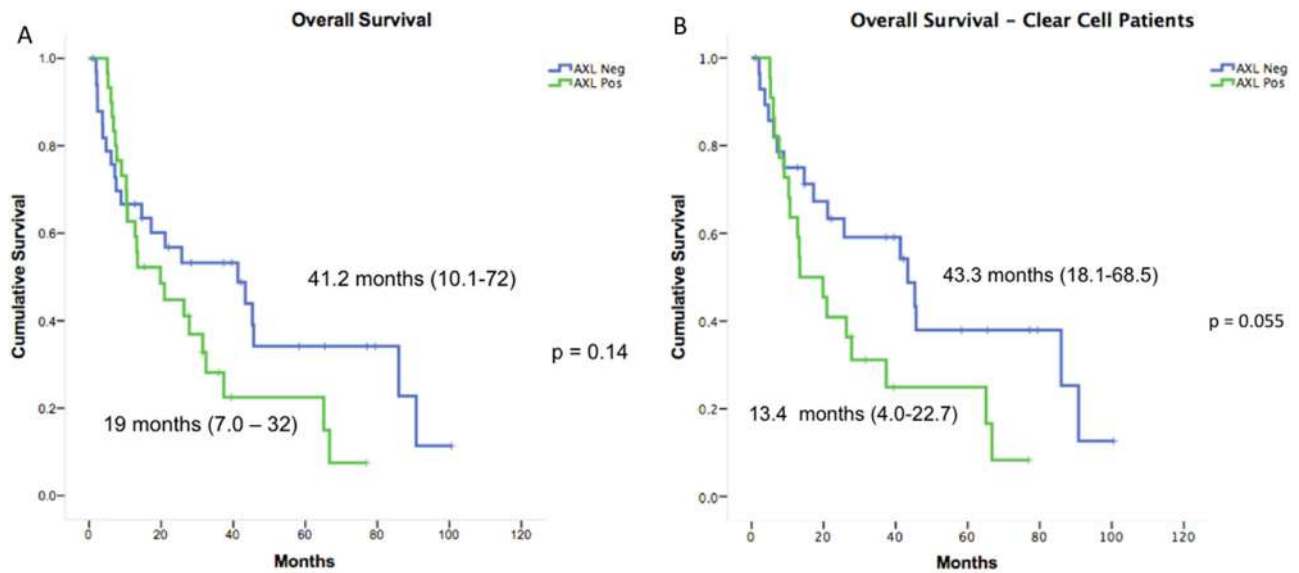 A
Overall Survival
AXL Neg
AXL Pos
Cumulative Survival
1.0
0.8
0.6
0.4
0.2
0.0
41.2 months (10.1-72)
p = 0.14
19 months (7.0 – 32)
0 20 40 60 80 100 120
Months
B
Overall Survival – Clear Cell Patients
AXL Neg
AXL Pos
Cumulative Survival
1.0
0.8
0.6
0.4
0.2
0.0
43.3 months (18.1-68.5)
p = 0.055
13.4 months (4.0-22.7)
0 20 40 60 80 100 120
Months